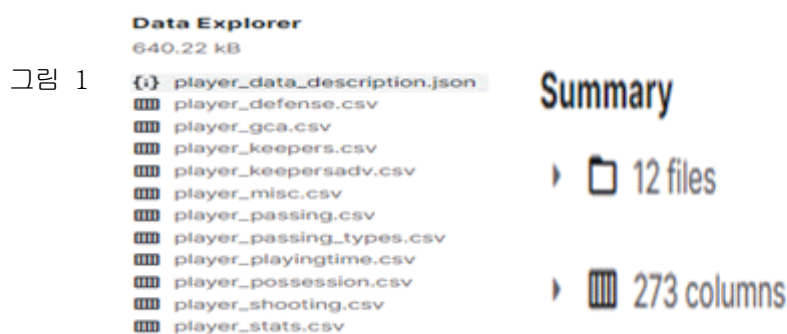 Data Explorer
640.22 kB
그림 1
{i} player_data_description.json
player_defense.csv
player_gca.csv
player_keepers.csv
player_keepersadv.csv
player_misc.csv
player_passing.csv
player_passing_types.csv
player_playingtime.csv
player_possession.csv
player_shooting.csv
player_stats.csv
Summary
12 files
273 columns